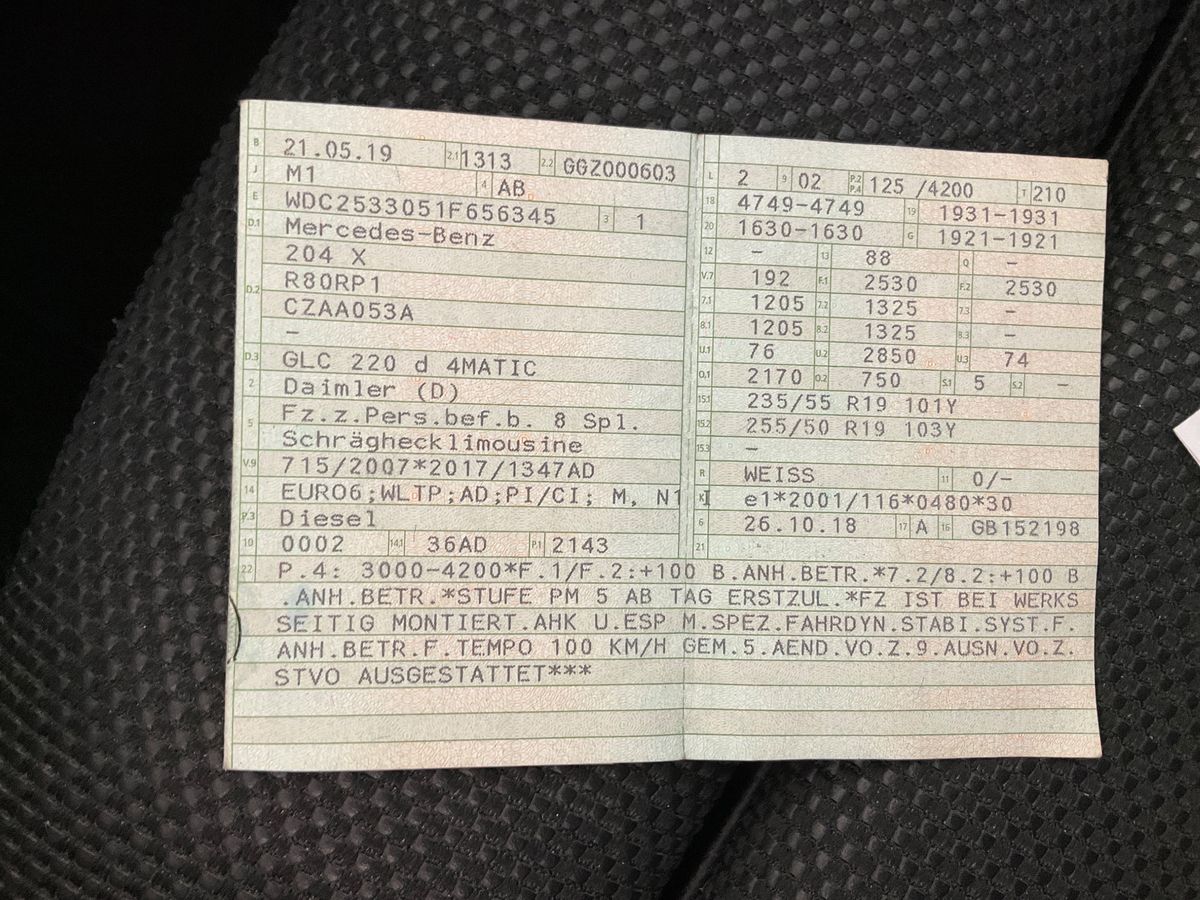 B 21.05.19 2.1 1313 2.2 GGZ000603
J M1 4 AB
E WDC2533051F656345 3 1
D.1 Mercedes-Benz
204 X
D.2 R80RP1
CZAA053A
–
D.3 GLC 220 d 4MATIC
2 Daimler (D)
5 Fz.z.Pers.bef.b. 8 Spl.
Schräghecklimousine
V.9 715/2007*2017/1347AD
14 EURO6;WLTP;AD;PI/CI; M, N1 I
P.3 Diesel
10 0002 14.1 36AD P.1 2143
L 2 9 02 P.2 P.4 125 /4200 T 210
18 4749-4749 19 1931-1931
20 1630-1630 G 1921-1921
12 – 13 88 Q –
V.7 192 F.1 2530 F.2 2530
7.1 1205 7.2 1325 7.3 –
8.1 1205 8.2 1325 8.3 –
U.1 76 U.2 2850 U.3 74
O.1 2170 O.2 750 S.1 5 S.2 –
15.1 235/55 R19 101Y
15.2 255/50 R19 103Y
15.3 –
R WEISS 11 0/–
K e1*2001/116*0480*30
6 26.10.18 17 A 16 GB152198
21
22 P.4: 3000-4200*F.1/F.2:+100 B.ANH.BETR.*7.2/8.2:+100 B
.ANH.BETR.*STUFE PM 5 AB TAG ERSTZUL.*FZ IST BEI WERKS
SEITIG MONTIERT.AHK U.ESP M.SPEZ.FAHRDYN.STABI.SYST.F.
ANH.BETR.F.TEMPO 100 KM/H GEM.5.AEND.VO.Z.9.AUSN.VO.Z.
STVO AUSGESTATTET***